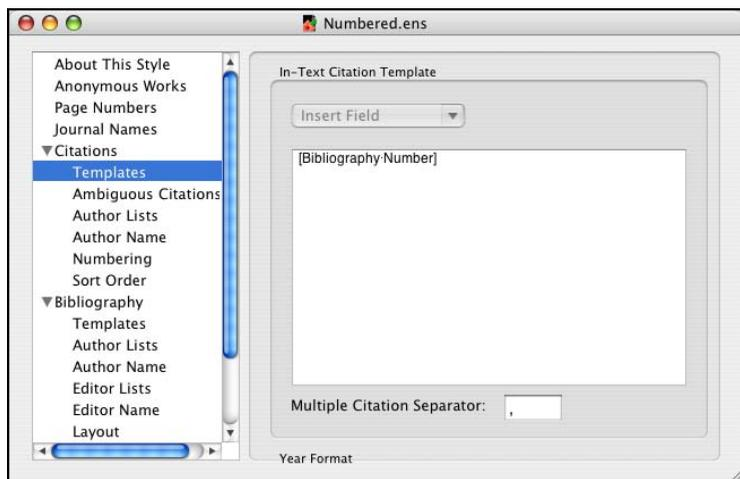 Numbered.ens
About This Style
Anonymous Works
Page Numbers
Journal Names
Citations
Templates
Ambiguous Citations
Author Lists
Author Name
Numbering
Sort Order
Bibliography
Templates
Author Lists
Author Name
Editor Lists
Editor Name
Layout
In-Text Citation Template
Insert Field
[Bibliography·Number]
Multiple Citation Separator: ,
Year Format